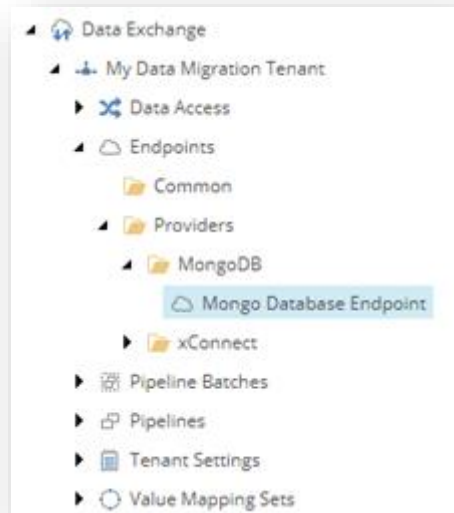 Data Exchange
My Data Migration Tenant
Data Access
Endpoints
Common
Providers
MongoDB
Mongo Database Endpoint
xConnect
Pipeline Batches
Pipelines
Tenant Settings
Value Mapping Sets